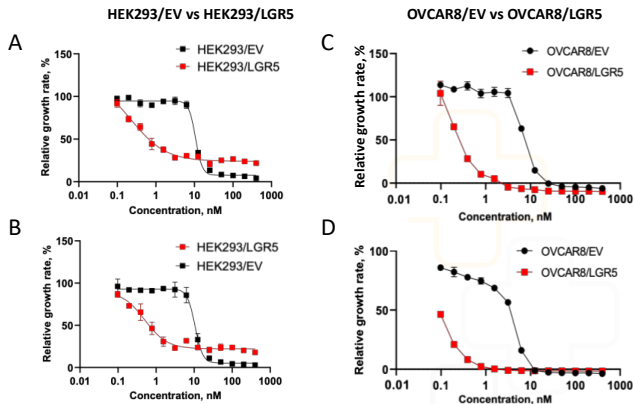 HEK293/EV vs HEK293/LGR5
OVCAR8/EV vs OVCAR8/LGR5
A
Relative growth rate, %
150
100
50
0
0.01 0.1 1 10 100 1000
Concentration, nM
HEK293/EV
HEK293/LGR5
C
Relative growth rate, %
150
100
50
0
0.01 0.1 1 10 100 1000
Concentration, nM
OVCAR8/EV
OVCAR8/LGR5
B
Relative growth rate, %
150
100
50
0
0.01 0.1 1 10 100 1000
Concentration, nM
HEK293/LGR5
HEK293/EV
D
Relative growth rate, %
150
100
50
0
0.01 0.1 1 10 100 1000
Concentration, nM
OVCAR8/EV
OVCAR8/LGR5